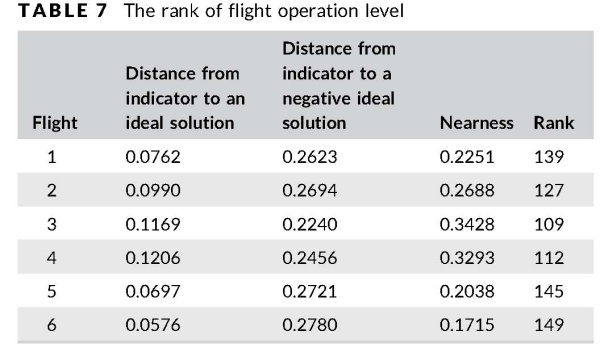 TABLE 7 The rank of flight operation level
Flight Distance from indicator to an ideal solution Distance from indicator to a negative ideal solution Nearness Rank
1 0.0762 0.2623 0.2251 139
2 0.0990 0.2694 0.2688 127
3 0.1169 0.2240 0.3428 109
4 0.1206 0.2456 0.3293 112
5 0.0697 0.2721 0.2038 145
6 0.0576 0.2780 0.1715 149